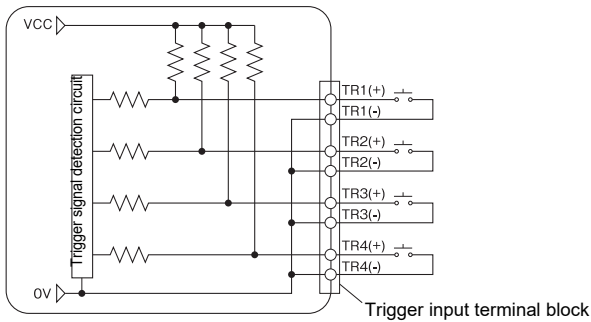 VCC
Trigger signal detection circuit
TR1(+)
TR1(-)
TR2(+)
TR2(-)
TR3(+)
TR3(-)
TR4(+)
TR4(-)
0V
Trigger input terminal block